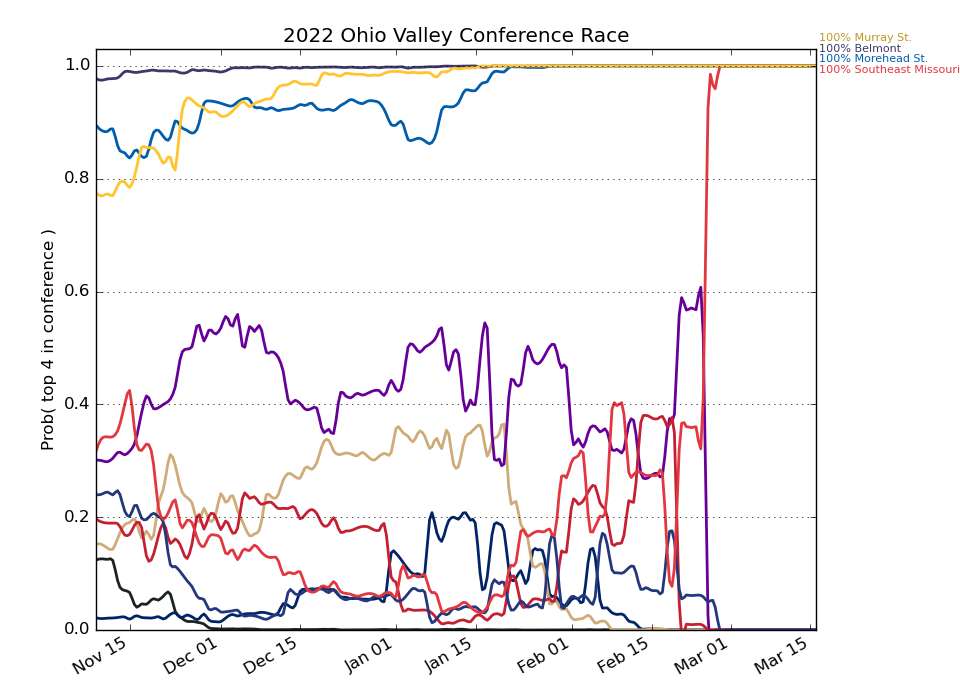 2022 Ohio Valley Conference Race
100% Murray St.
100% Belmont
100% Morehead St.
100% Southeast Missouri
Prob( top 4 in conference )
1.0
0.8
0.6
0.4
0.2
0.0
Nov 15
Dec 01
Dec 15
Jan 01
Jan 15
Feb 01
Feb 15
Mar 01
Mar 15